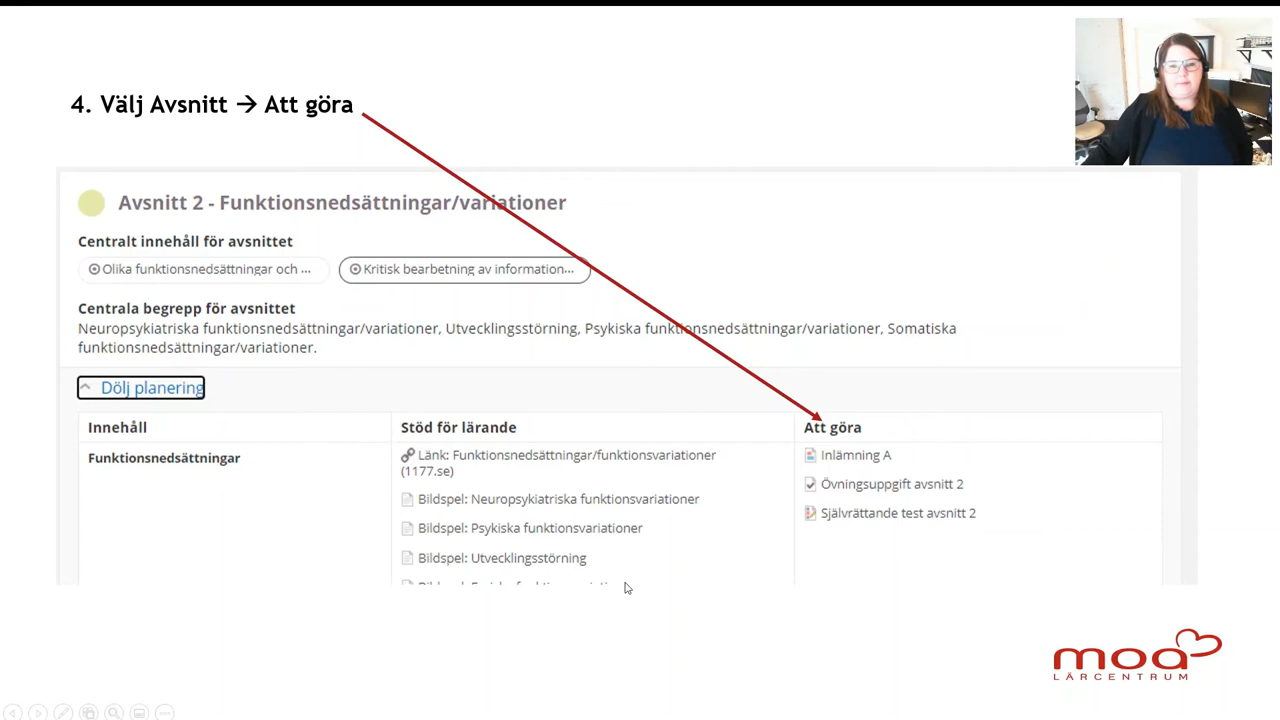 4. Välj Avsnitt → Att göra
Avsnitt 2 - Funktionsnedsättningar/variationer
Centralt innehåll för avsnittet
Olika funktionsnedsättningar och ...
Kritisk bearbetning av information...
Centrala begrepp för avsnittet
Neuropsykiatriska funktionsnedsättningar/variationer, Utvecklingsstörning, Psykiska funktionsnedsättningar/variationer, Somatiska
funktionsnedsättningar/variationer.
Dölj planering
Innehåll
Stöd för lärande
Att göra
Funktionsnedsättningar
Länk: Funktionsnedsättningar/funktionsvariationer
(1177.se)
Bildspel: Neuropsykiatriska funktionsvariationer
Bildspel: Psykiska funktionsvariationer
Bildspel: Utvecklingsstörning
Inlämning A
Övningsuppgift avsnitt 2
Självrättande test avsnitt 2
moa
LÄRCENTRUM